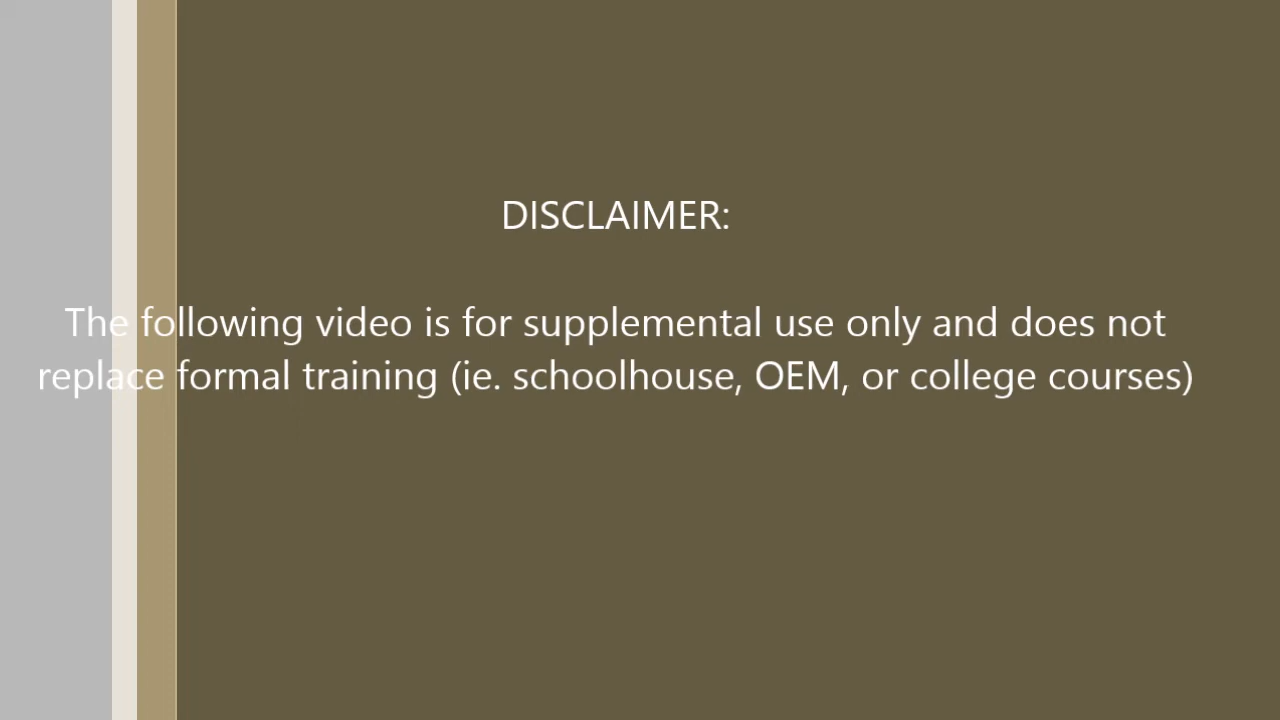 DISCLAIMER:
The following video is for supplemental use only and does not
replace formal training (ie. schoolhouse, OEM, or college courses)